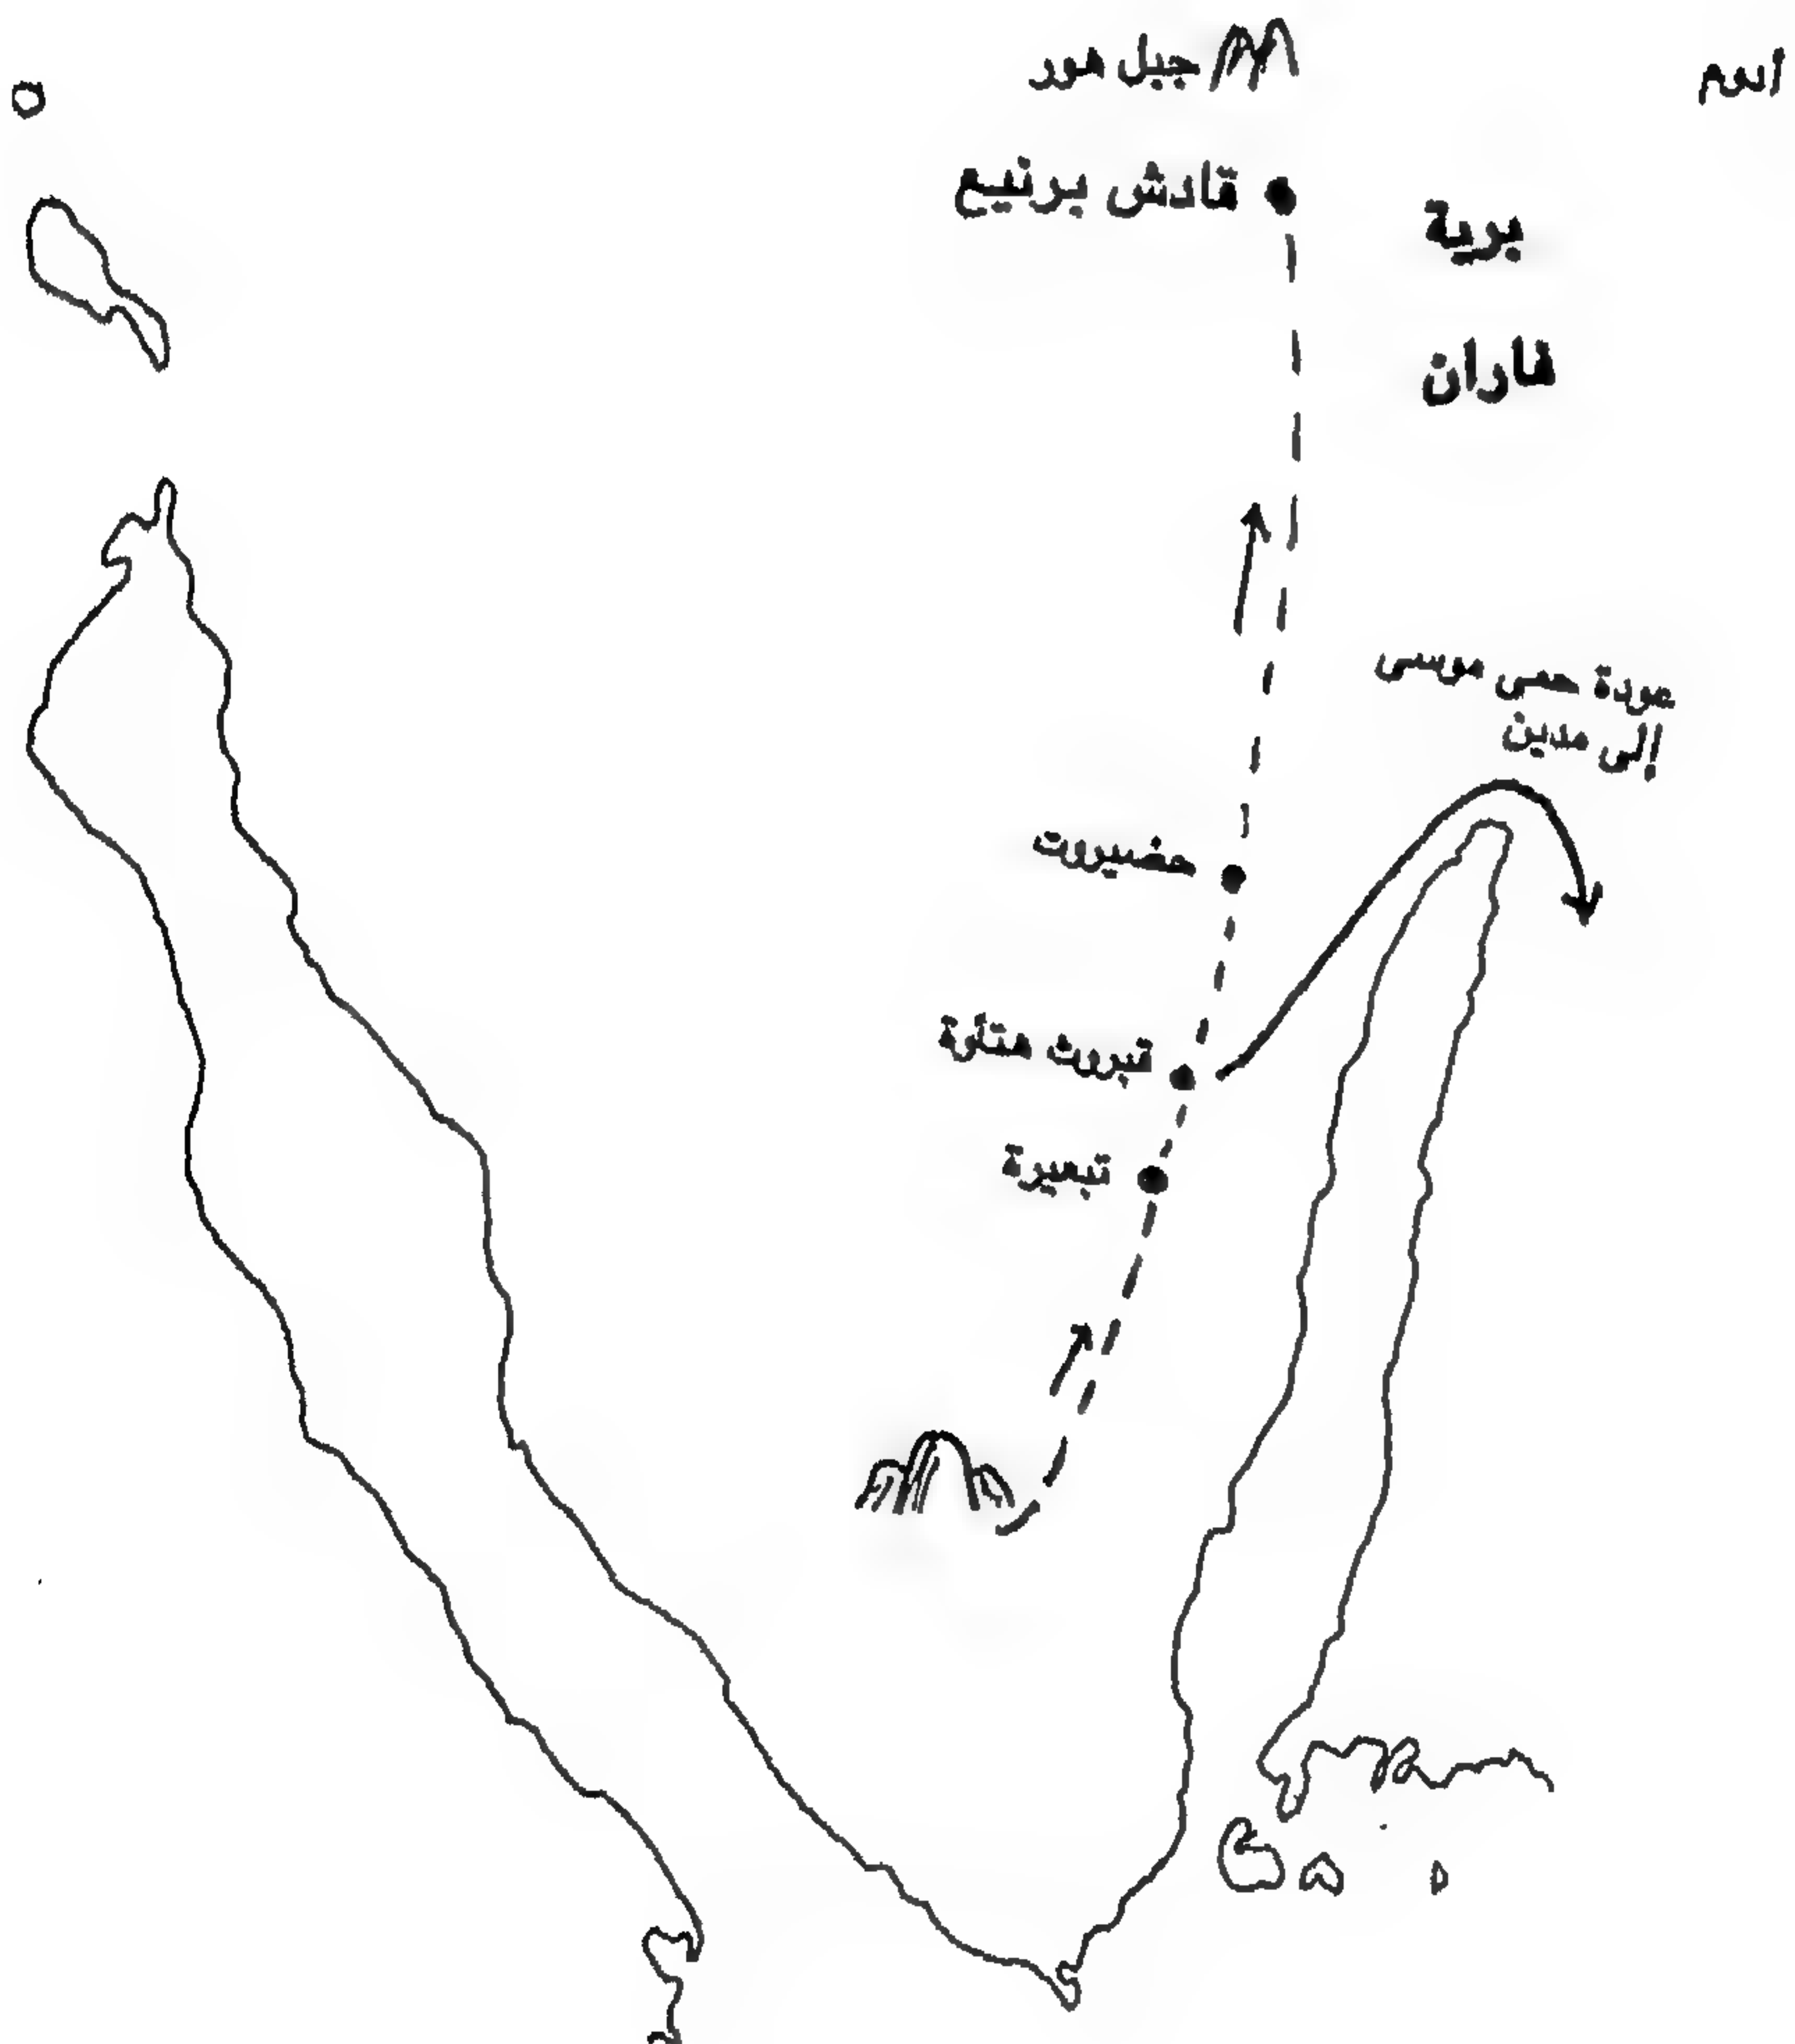 جبل هور
قادش برنيع
برية
فاران
عودة حمى موسى
إلى مدين
حضيروت
قبروت هتأوة
تبعيرة